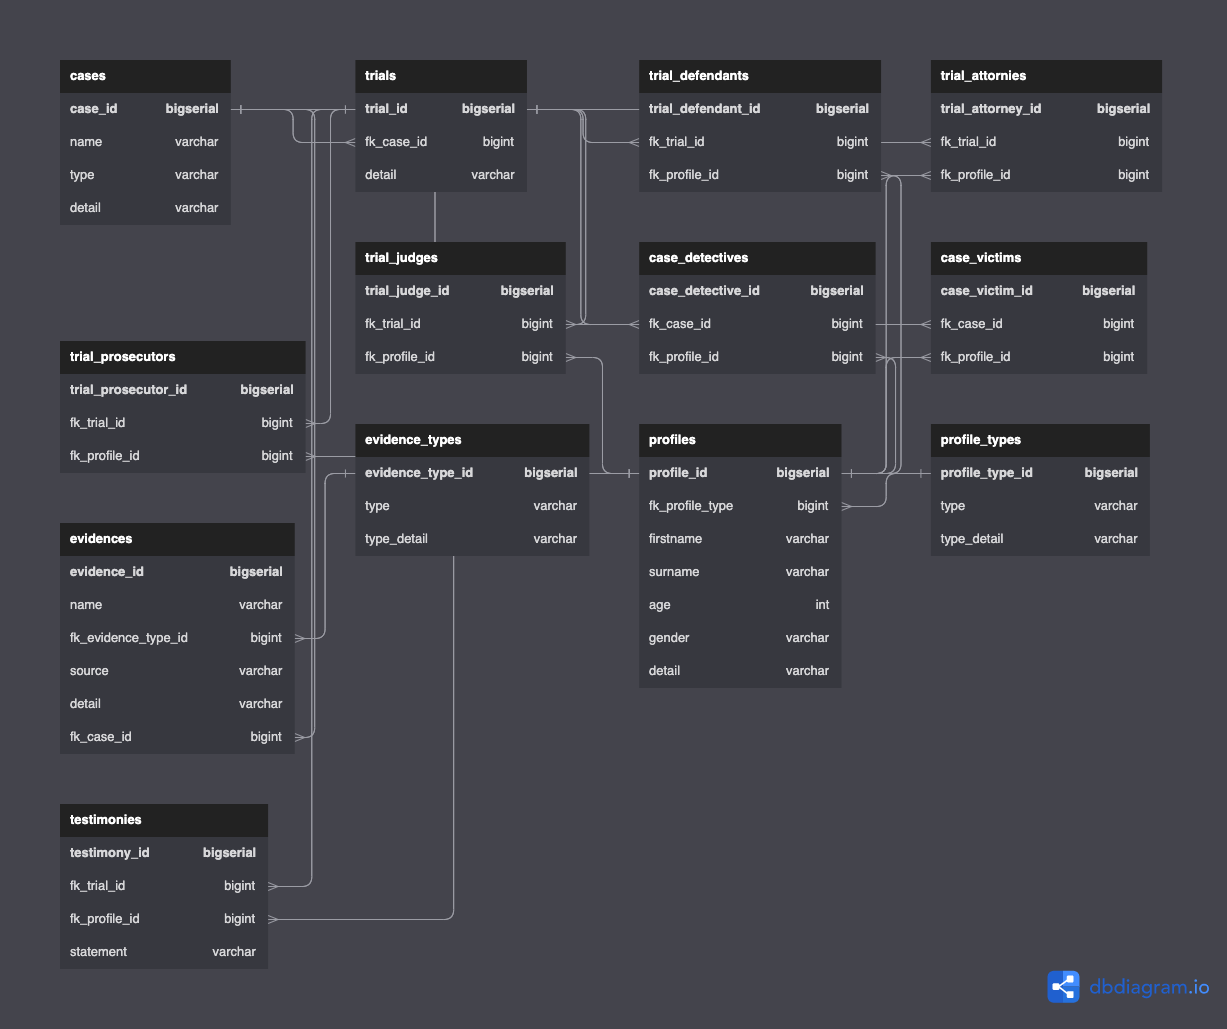 cases
case_id bigserial
name varchar
type varchar
detail varchar
trials
trial_id bigserial
fk_case_id bigint
detail varchar
trial_defendants
trial_defendant_id bigserial
fk_trial_id bigint
fk_profile_id bigint
trial_attornies
trial_attorney_id bigserial
fk_trial_id bigint
fk_profile_id bigint
trial_judges
trial_judge_id bigserial
fk_trial_id bigint
fk_profile_id bigint
case_detectives
case_detective_id bigserial
fk_case_id bigint
fk_profile_id bigint
case_victims
case_victim_id bigserial
fk_case_id bigint
fk_profile_id bigint
trial_prosecutors
trial_prosecutor_id bigserial
fk_trial_id bigint
fk_profile_id bigint
evidence_types
evidence_type_id bigserial
type varchar
type_detail varchar
profiles
profile_id bigserial
fk_profile_type bigint
firstname varchar
surname varchar
age int
gender varchar
detail varchar
profile_types
profile_type_id bigserial
type varchar
type_detail varchar
evidences
evidence_id bigserial
name varchar
fk_evidence_type_id bigint
source varchar
detail varchar
fk_case_id bigint
testimonies
testimony_id bigserial
fk_trial_id bigint
fk_profile_id bigint
statement varchar
dbdiagram.io